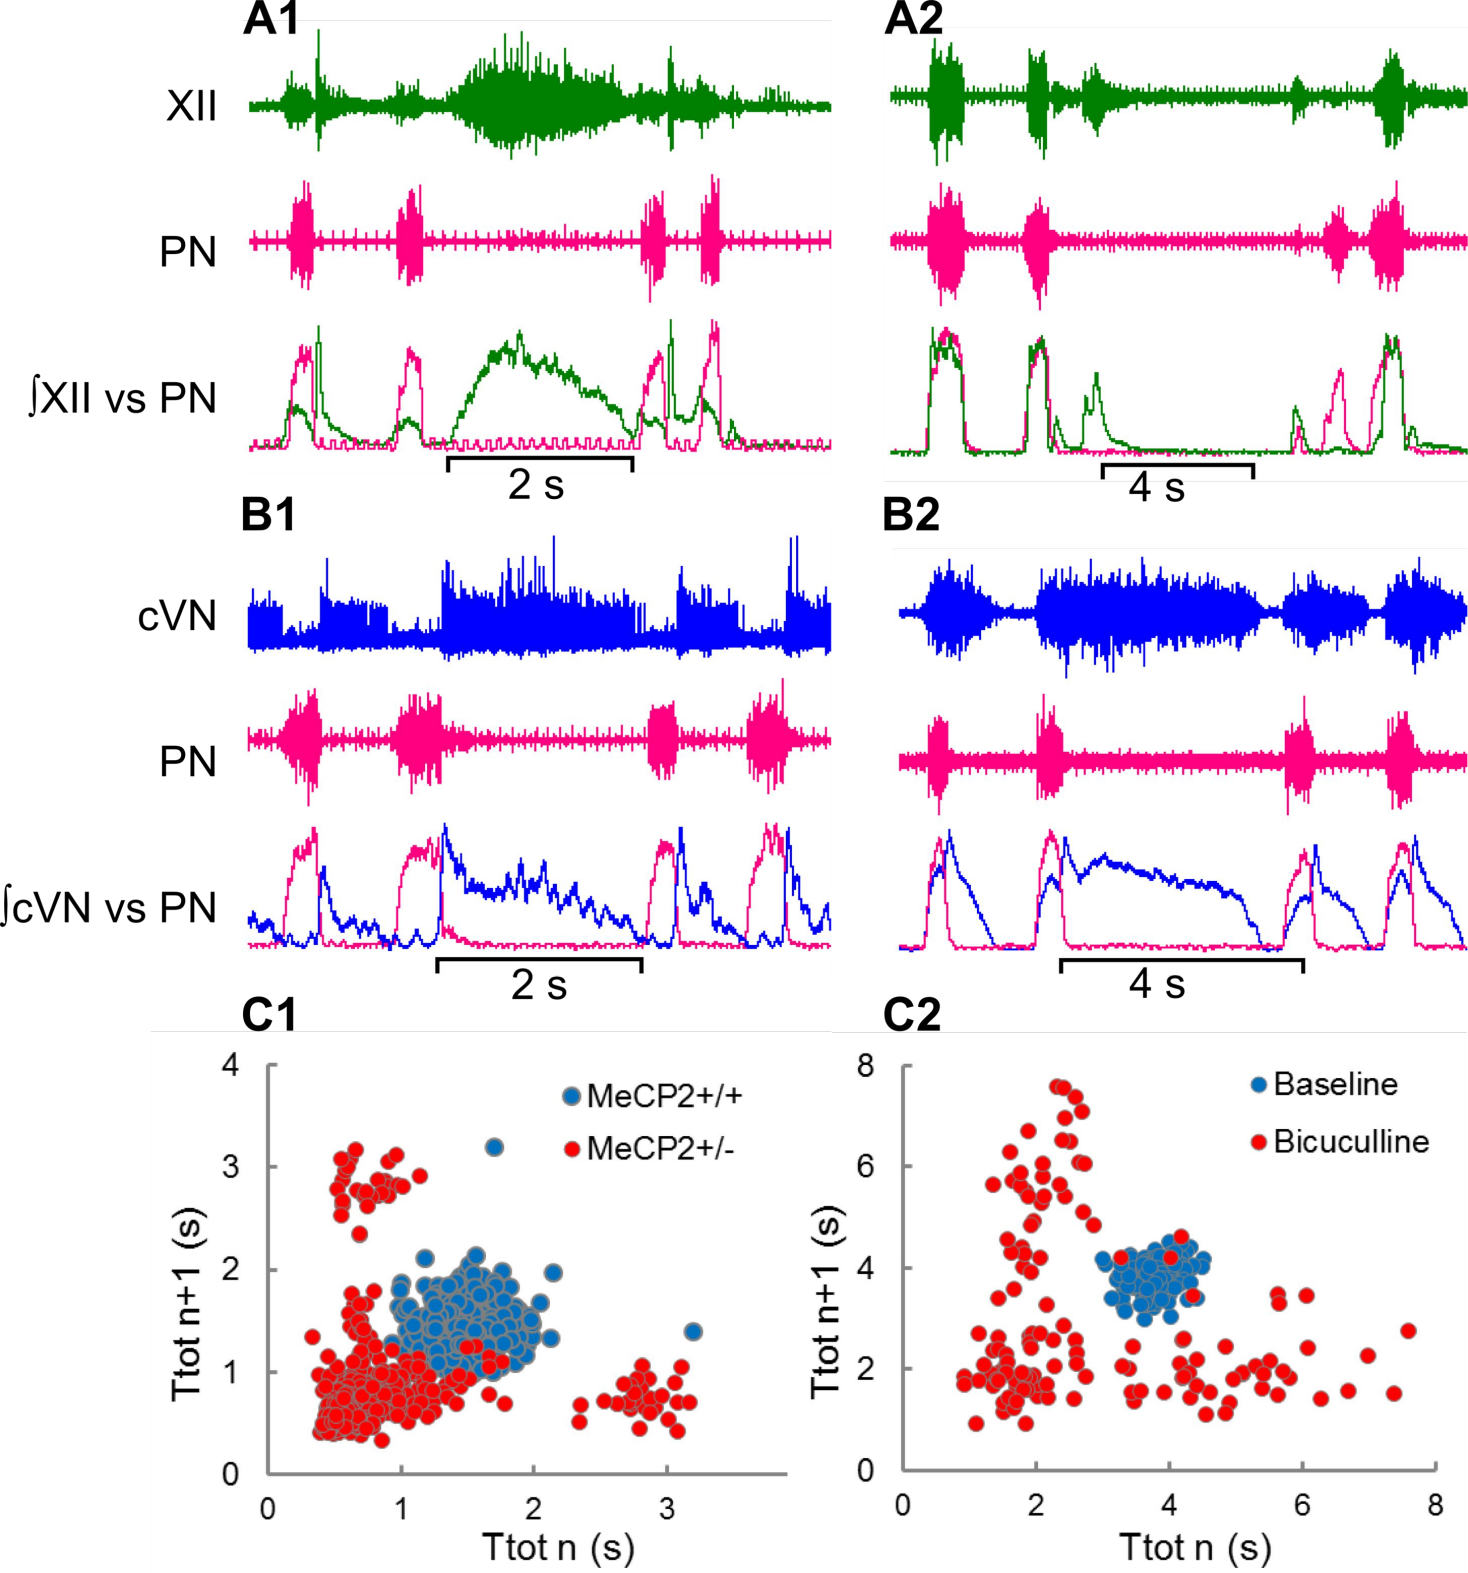 A1 A2
XII
PN
∫XII vs PN
2 s 4 s
B1 B2
cVN
PN
∫cVN vs PN
2 s 4 s
C1 C2
4
3
2
1
0
Ttot n+1 (s)
MeCP2+/+
MeCP2+/-
0 1 2 3
Ttot n (s)
8
6
4
2
0
Ttot n+1 (s)
Baseline
Bicuculline
0 2 4 6 8
Ttot n (s)